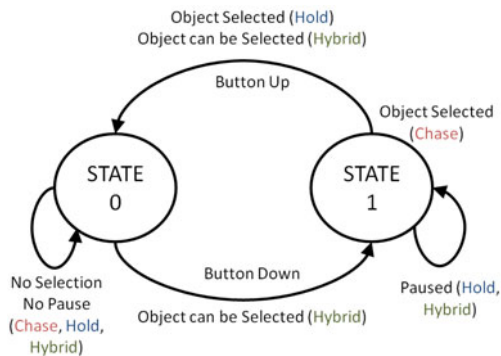 Object Selected (Hold)
Object can be Selected (Hybrid)
Button Up
Object Selected
(Chase)
STATE
0
STATE
1
No Selection
No Pause
(Chase, Hold,
Hybrid)
Button Down
Object can be Selected (Hybrid)
Paused (Hold,
Hybrid)